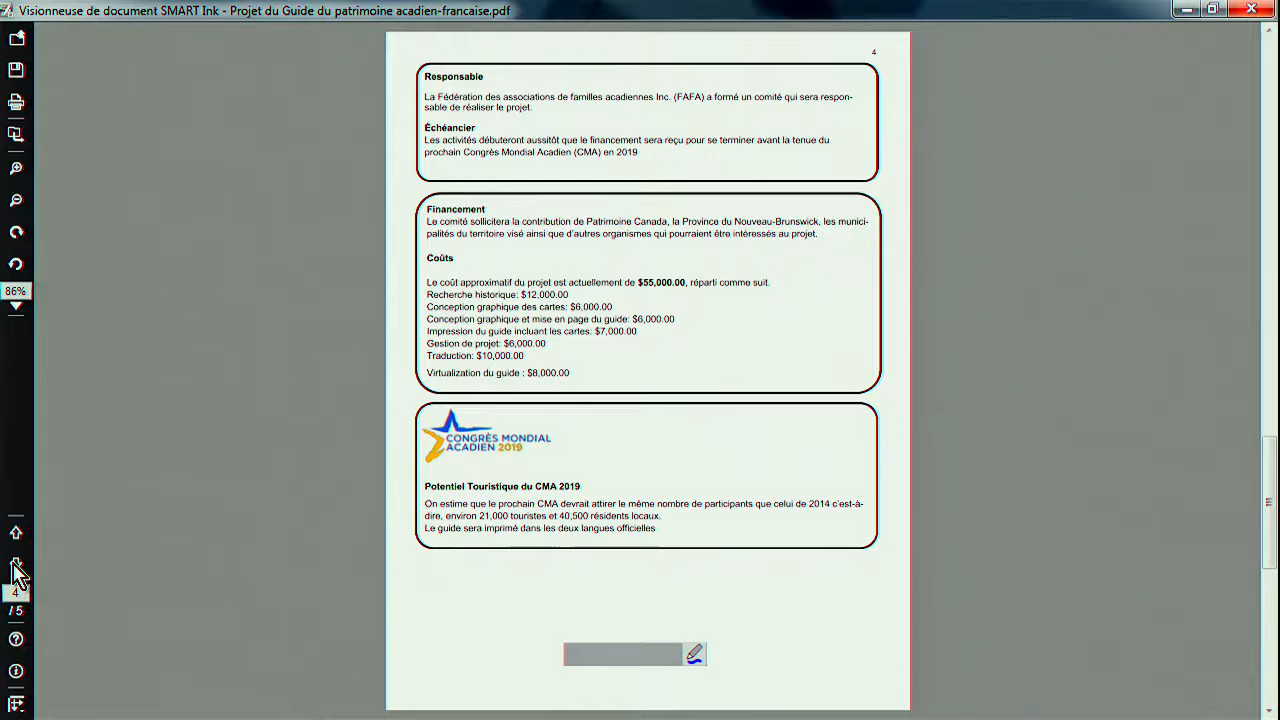 Visionneuse de document SMART Ink - Projet du Guide du patrimoine acadien-francaise.pdf
4
Responsable
La Fédération des associations de familles acadiennes Inc. (FAFA) a formé un comité qui sera respon-
sable de réaliser le projet.
Échéancier
Les activités débuteront aussitôt que le financement sera reçu pour se terminer avant la tenue du
prochain Congrès Mondial Acadien (CMA) en 2019
Financement
Le comité sollicitera la contribution de Patrimoine Canada, la Province du Nouveau-Brunswick, les munici-
palités du territoire visé ainsi que d'autres organismes qui pourraient être intéressés au projet.
Coûts
Le coût approximatif du projet est actuellement de $55,000.00, réparti comme suit.
Recherche historique: $12,000.00
Conception graphique des cartes: $6,000.00
Conception graphique et mise en page du guide: $6,000.00
Impression du guide incluant les cartes: $7,000.00
Gestion de projet: $6,000.00
Traduction: $10,000.00
Virtualization du guide : $8,000.00
CONGRÈS MONDIAL
ACADIEN 2019
Potentiel Touristique du CMA 2019
On estime que le prochain CMA devrait attirer le même nombre de participants que celui de 2014 c'est-à-
dire, environ 21,000 touristes et 40,500 résidents locaux.
Le guide sera imprimé dans les deux langues officielles
86%
4
/ 5